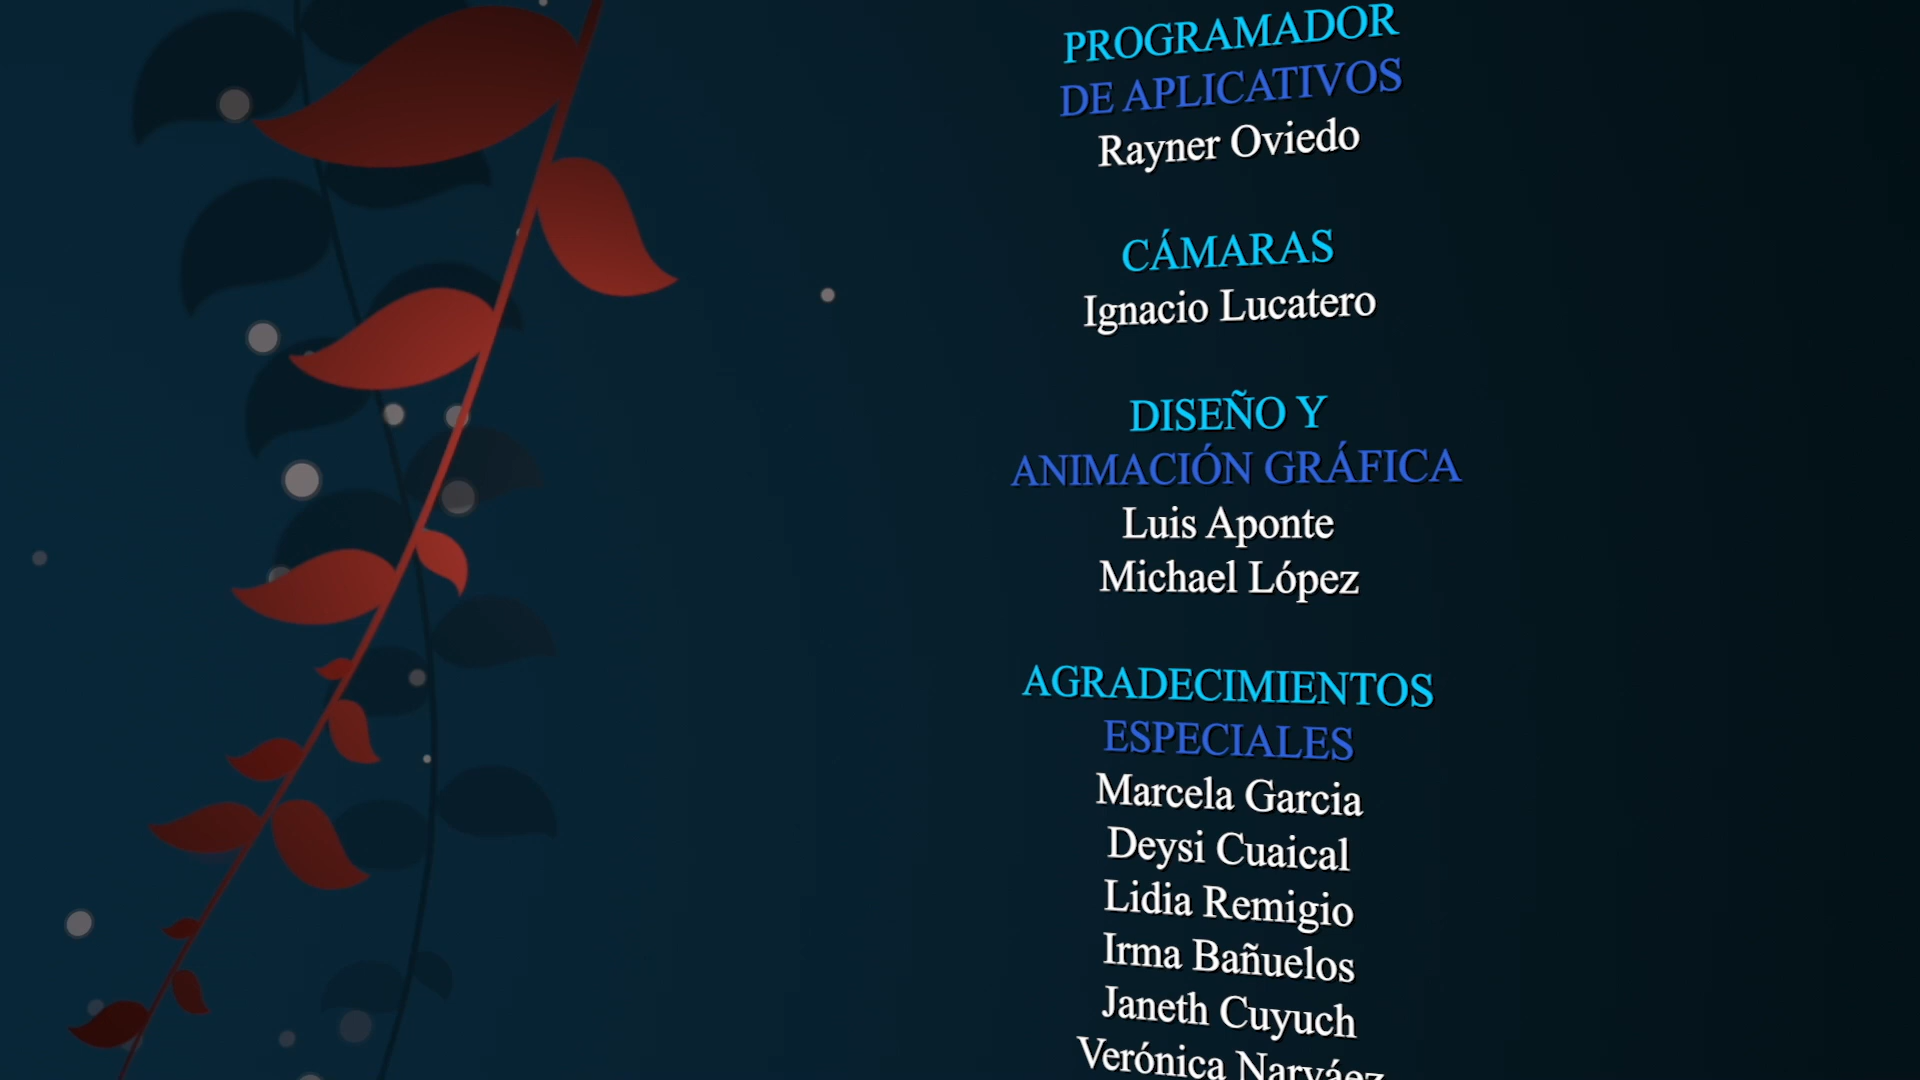 PROGRAMADOR
DE APLICATIVOS
Rayner Oviedo
CÁMARAS
Ignacio Lucatero
DISEÑO Y
ANIMACIÓN GRÁFICA
Luis Aponte
Michael López
AGRADECIMIENTOS
ESPECIALES
Marcela Garcia
Deysi Cuaical
Lidia Remigio
Irma Bañuelos
Janeth Cuyuch
Verónica Narváez